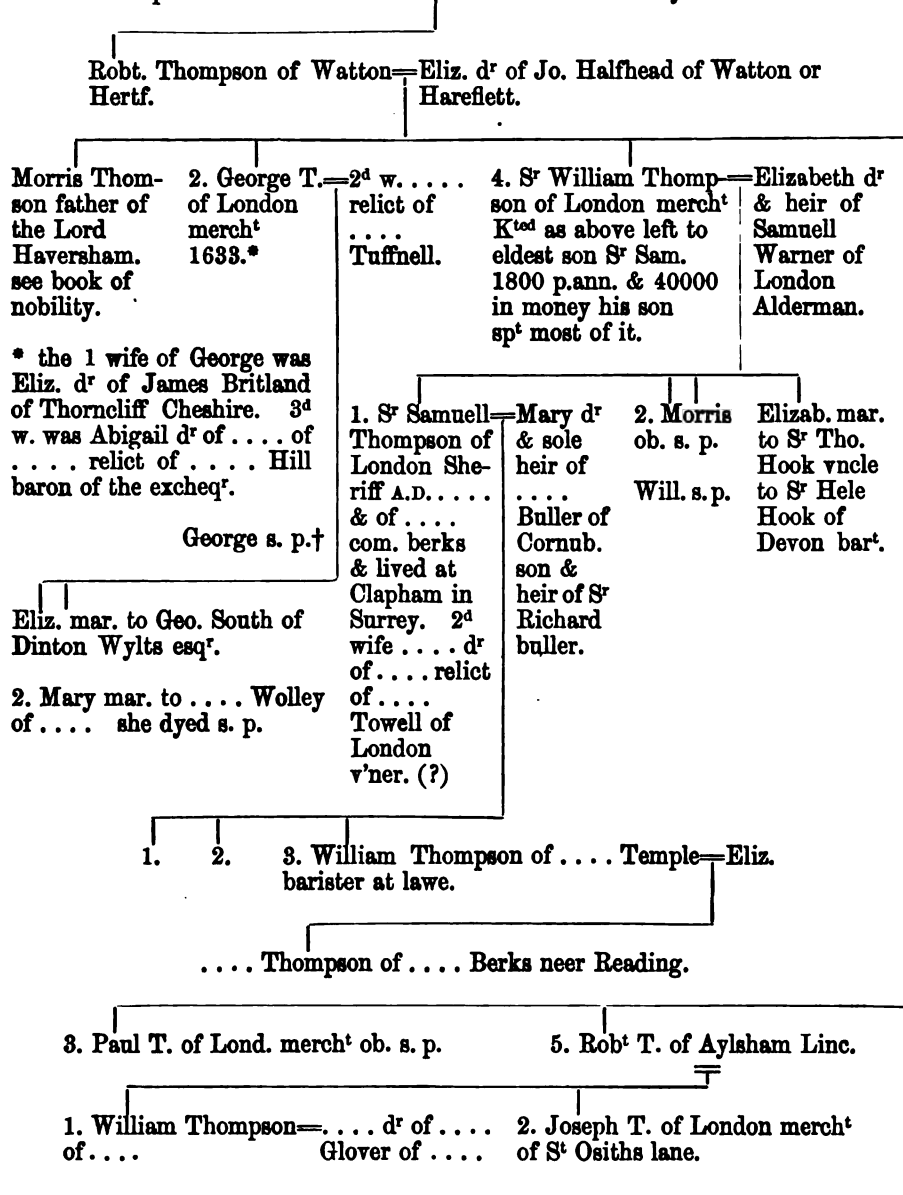 Robt. Thompson of Watton=Eliz. dʳ of Jo. Halfhead of Watton or
Hertf.
Hareflett.
Morris Thom-
son father of
the Lord
Haversham.
see book of
nobility.
2. George T.=2ᵈ w. . . . .
of London
mercht
1633.*
relict of
. . . .
Tuffnell.
4. Sʳ William Thomp-=Elizabeth dʳ
son of London mercht
Kᵗᵉᵈ as above left to
eldest son Sʳ Sam.
1800 p.ann. & 40000
in money his son
spᵗ most of it.
& heir of
Samuell
Warner of
London
Alderman.
* the 1 wife of George was
Eliz. dʳ of James Britland
of Thorncliff Cheshire. 3ᵈ
w. was Abigail dʳ of . . . . of
. . . . relict of . . . . Hill
baron of the excheqʳ.
George s. p.†
Eliz. mar. to Geo. South of
Dinton Wylts esqʳ.
2. Mary mar. to . . . . Wolley
of . . . . she dyed s. p.
1. Sʳ Samuell=Mary dʳ
Thompson of
London She-
riff A.D. . . . .
& of . . . .
com. berks
& lived at
Clapham in
Surrey. 2ᵈ
wife . . . . dʳ
of . . . . relict
of . . . .
Towell of
London
v'ner. (?)
& sole
heir of
. . . .
Buller of
Cornub.
son &
heir of Sʳ
Richard
buller.
2. Morris
ob. s. p.
Will. s. p.
Elizab. mar.
to Sʳ Tho.
Hook vncle
to Sʳ Hele
Hook of
Devon barᵗ.
1.
2.
3. William Thompson of . . . . Temple=Eliz.
barister at lawe.
. . . . Thompson of . . . . Berks neer Reading.
3. Paul T. of Lond. merchᵗ ob. s. p.
5. Robᵗ T. of Aylsham Linc.
1. William Thompson=. . . . dʳ of . . . .
of . . . .
Glover of . . . .
2. Joseph T. of London merchᵗ
of Sᵗ Osiths lane.